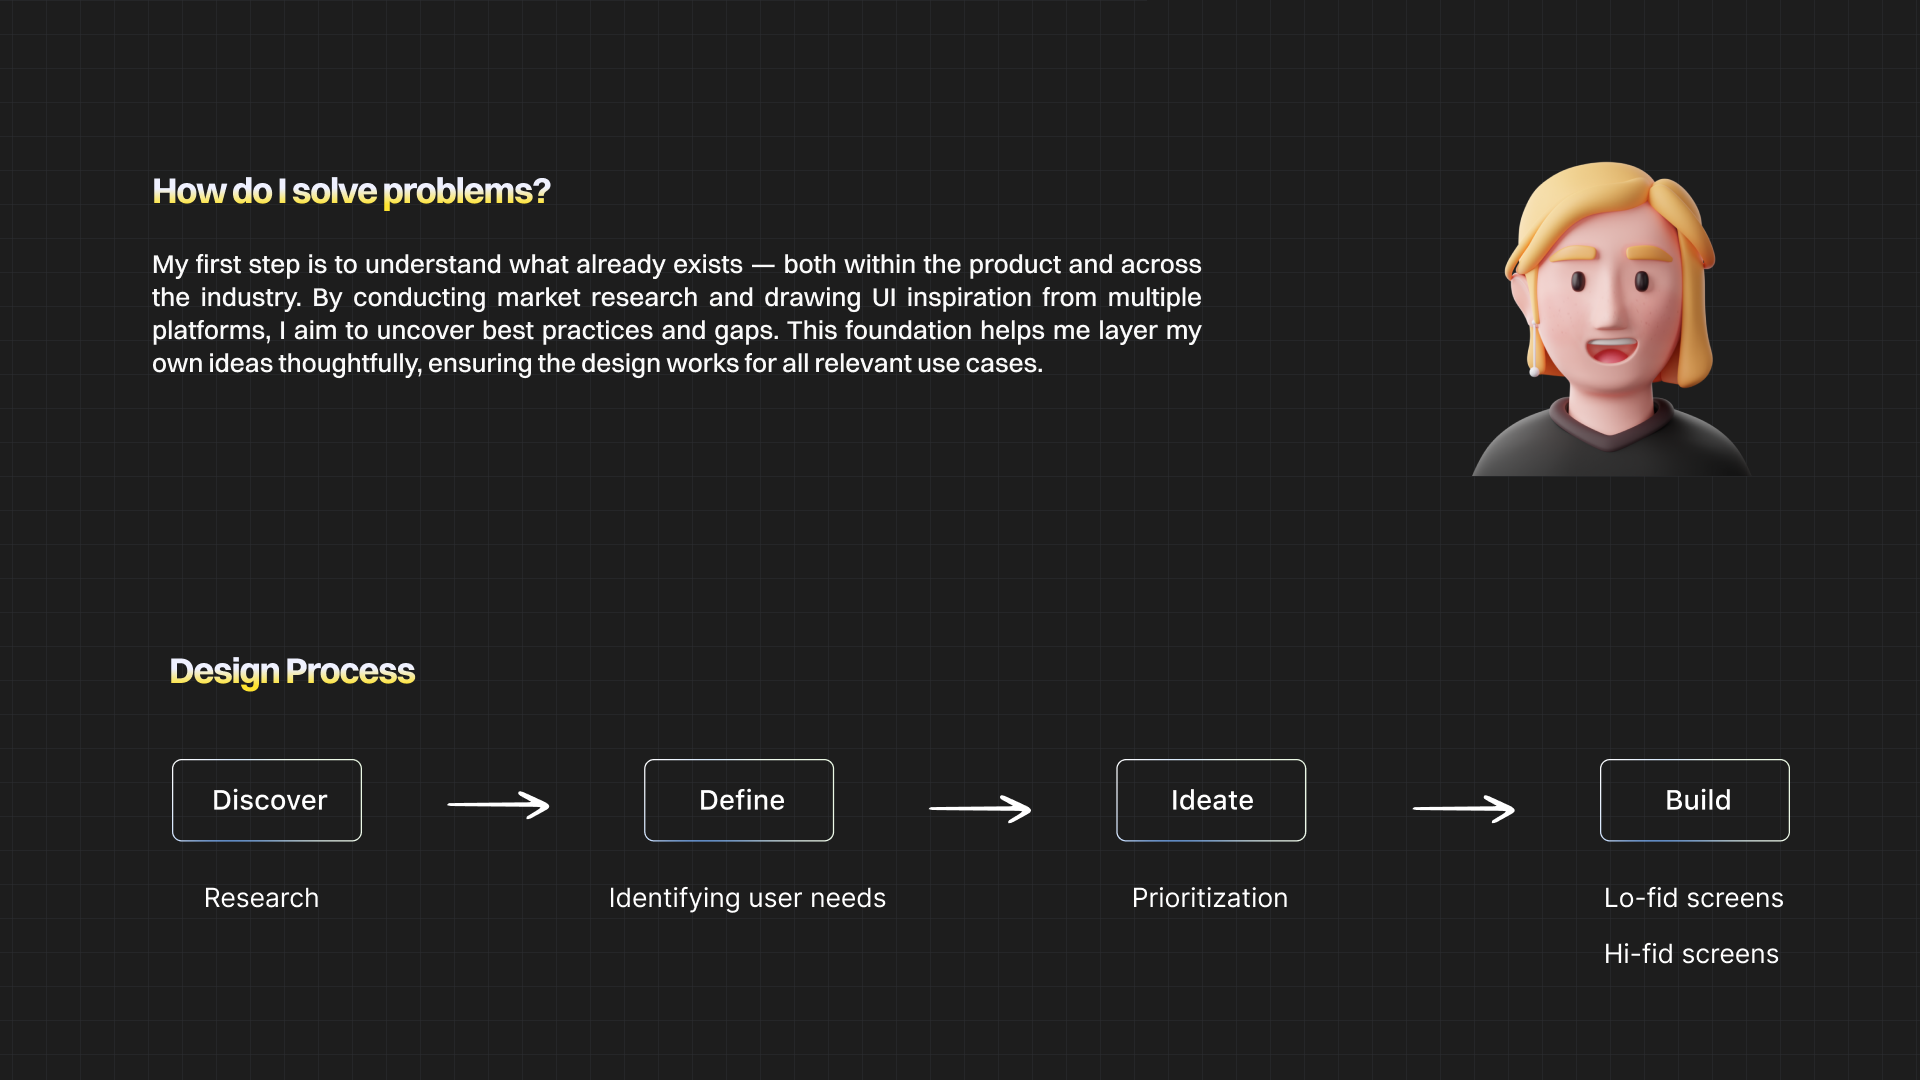 How do I solve problems?
My first step is to understand what already exists — both within the product and across
the industry. By conducting market research and drawing UI inspiration from multiple
platforms, I aim to uncover best practices and gaps. This foundation helps me layer my
own ideas thoughtfully, ensuring the design works for all relevant use cases.
Design Process
Discover
Define
Ideate
Build
Research
Identifying user needs
Prioritization
Lo-fid screens
Hi-fid screens